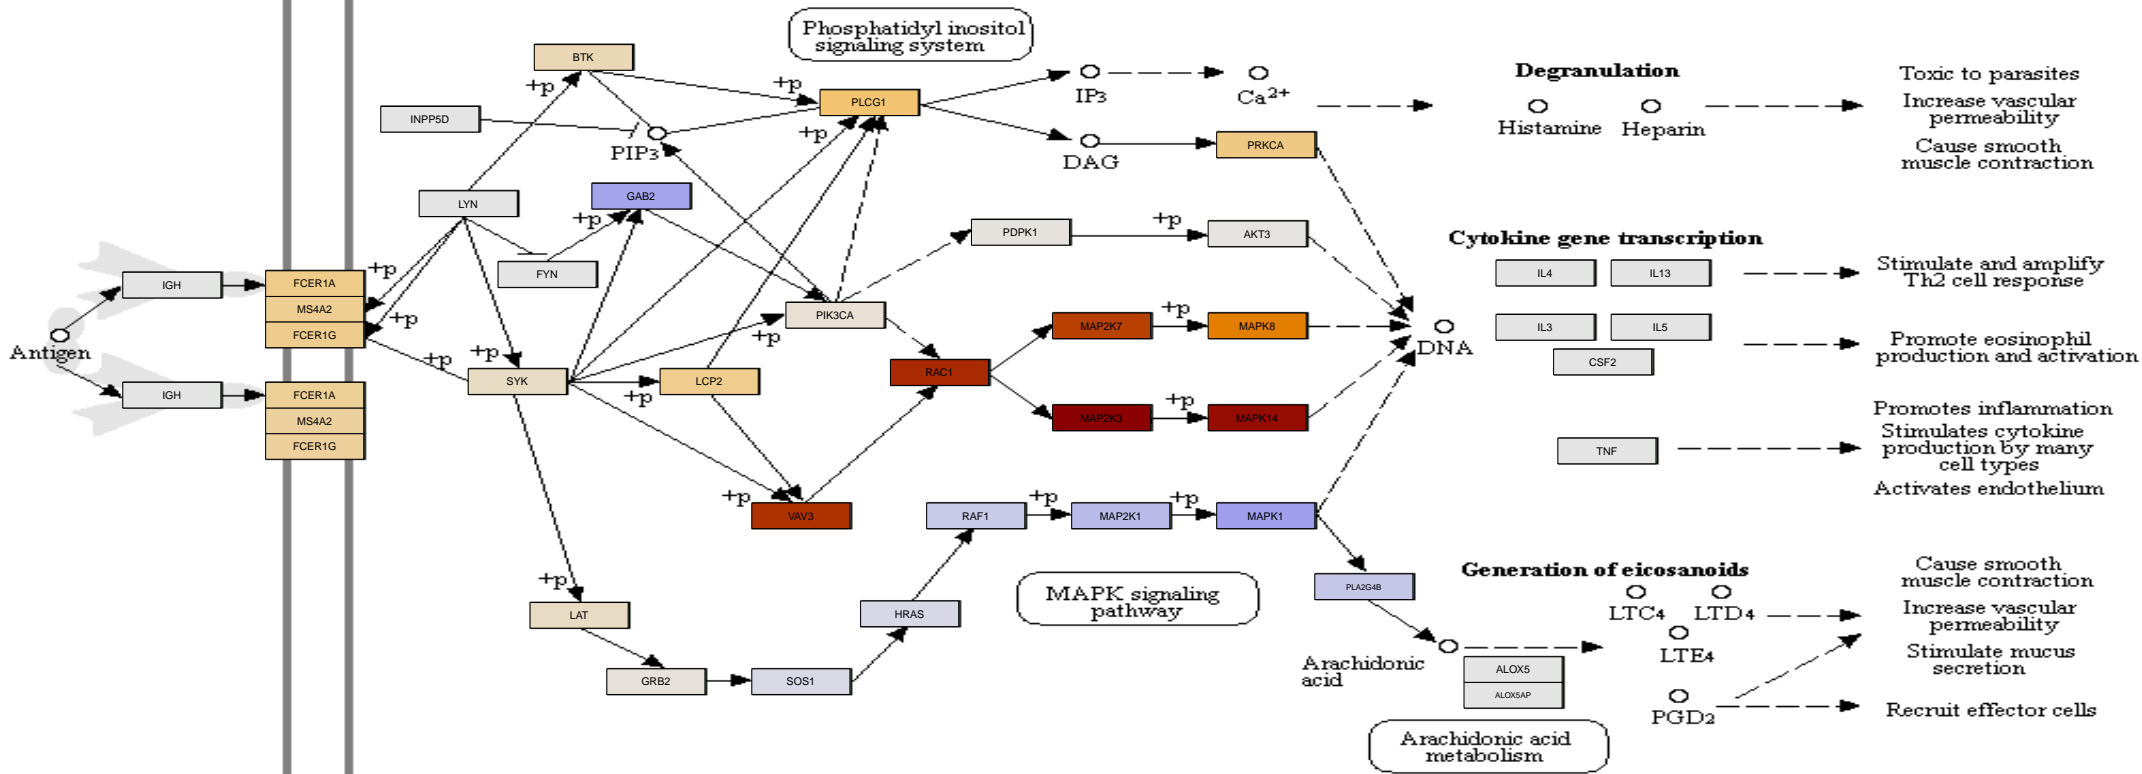 Phosphatidyl inositol
signaling system
BTK
+p
+p
INPP5D
PIP3
PLCG1
+p
IP3
Ca2+
DAG
PRKCA
Degranulation
Histamine
Heparin
Toxic to parasites
Increase vascular
permeability
Cause smooth
muscle contraction
LYN
GAB2
+p
FYN
PDPK1
+p
AKT3
Cytokine gene transcription
IL4
IL13
Stimulate and amplify
Th2 cell response
IL3
IL5
CSF2
Promote eosinophil
production and activation
Antigen
IGH
FCER1A
MS4A2
FCER1G
+p
+p
IGH
FCER1A
MS4A2
FCER1G
+p
+p
SYK
+p
LCP2
PIK3CA
+p
RAC1
MAP2K7
+p
MAPK8
MAP2K3
+p
MAPK14
DNA
TNF
Promotes inflammation
Stimulates cytokine
production by many
cell types
Activates endothelium
+p
VAV3
RAF1
+p
MAP2K1
+p
MAPK1
+p
LAT
GRB2
SOS1
HRAS
MAPK signaling
pathway
PLA2G4B
Generation of eicosanoids
LTC4
LTD4
LTE4
PGD2
Arachidonic
acid
ALOX5
ALOX5AP
Arachidonic acid
metabolism
Cause smooth
muscle contraction
Increase vascular
permeability
Stimulate mucus
secretion
Recruit effector cells